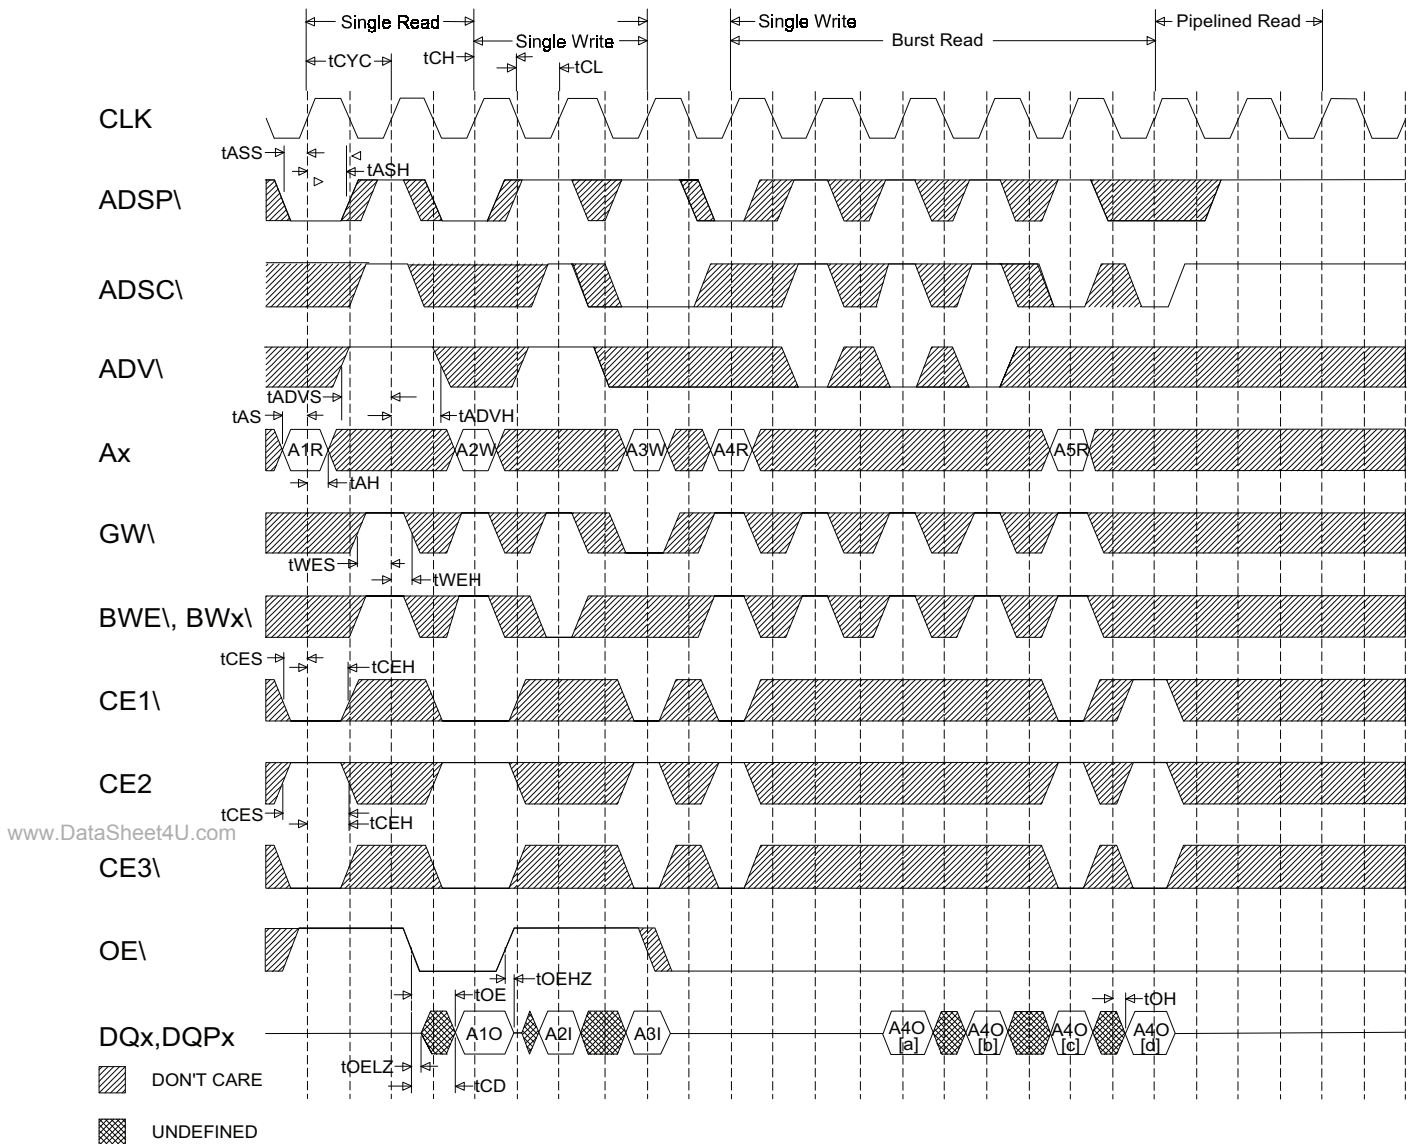 Single Read
Single Write
Single Write
Burst Read
Pipelined Read
tCYC
tCH
tCL
CLK
tASS
tASH
ADSP\
ADSC\
ADV\
tADVS
tADVH
tAS
Ax
A1R
A2W
A3W
A4R
A5R
tAH
GW\
tWES
tWEH
BWE\, BWx\
tCES
tCEH
CE1\
CE2
tCES
tCEH
www.DataSheet4U.com
CE3\
OE\
tOEHZ
tOE
tOH
DQx,DQPx
A1O
A2I
A3I
A4O
[a]
A4O
[b]
A4O
[c]
A4O
[d]
tOELZ
tCD
DON'T CARE
UNDEFINED